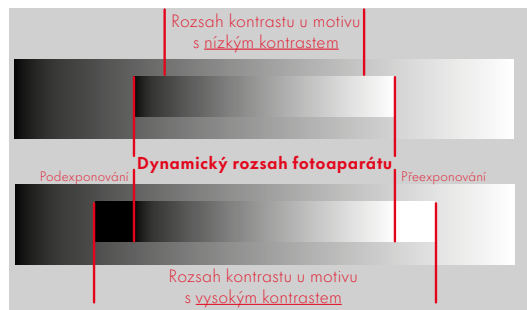 Rozsah kontrastu u motivu
s nízkým kontrastem
Dynamický rozsah fotoaparátu
Podexponování
Přeexponování
Rozsah kontrastu u motivu
s vysokým kontrastem